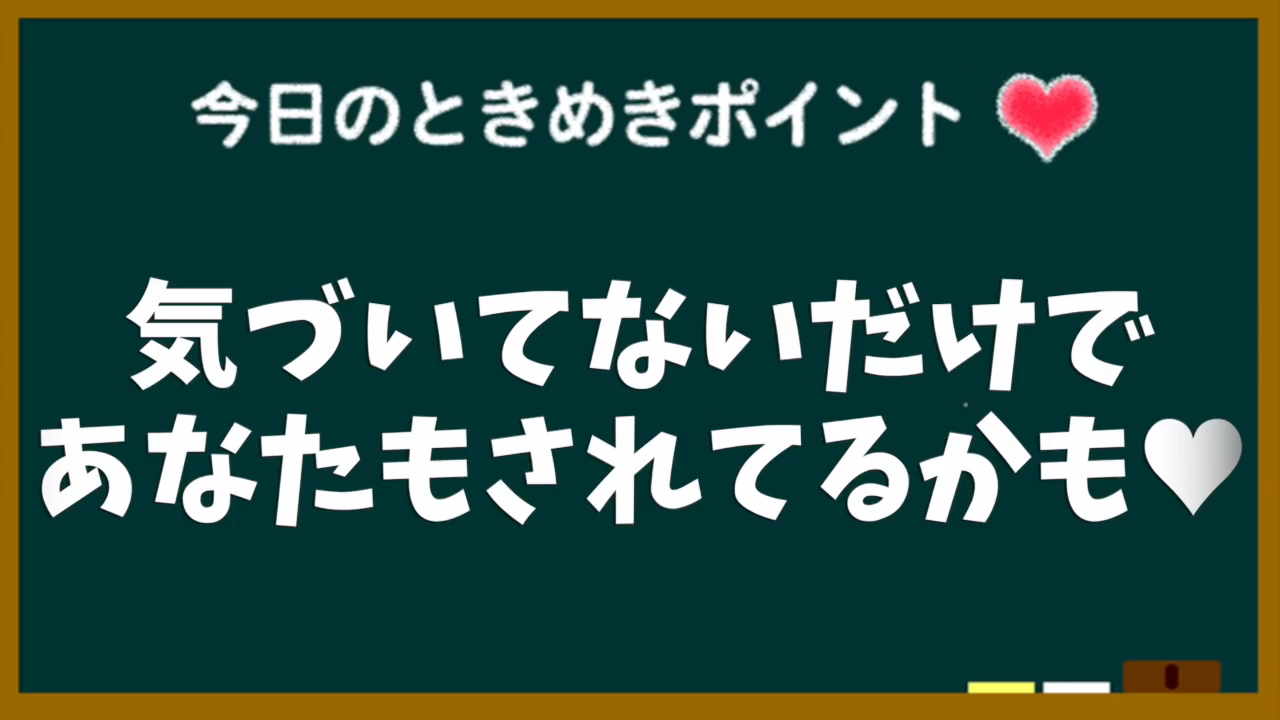 今日のときめきポイント
気づいてないだけで
あなたもされてるかも♥